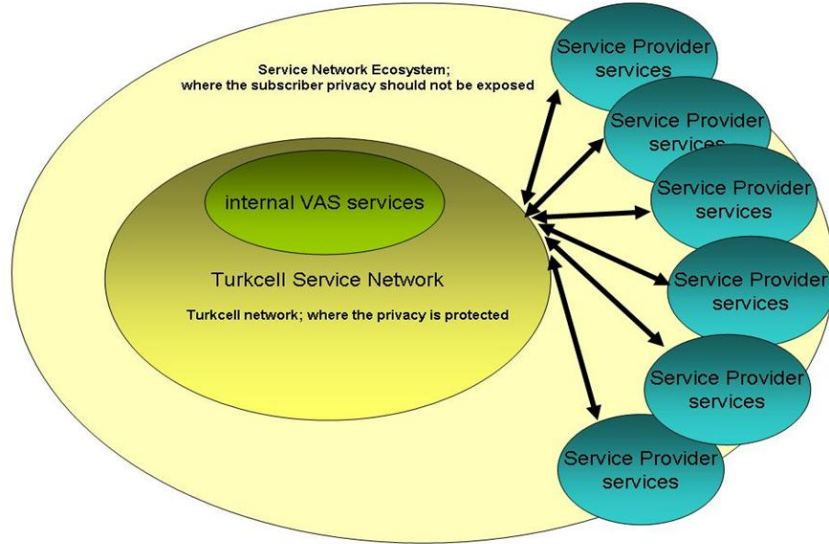 Service Network Ecosystem;
where the subscriber privacy should not be exposed
internal VAS services
Turkcell Service Network
Turkcell network; where the privacy is protected
Service Provider
services
Service Provider
services
Service Provider
services
Service Provider
services
Service Provider
services
Service Provider
services